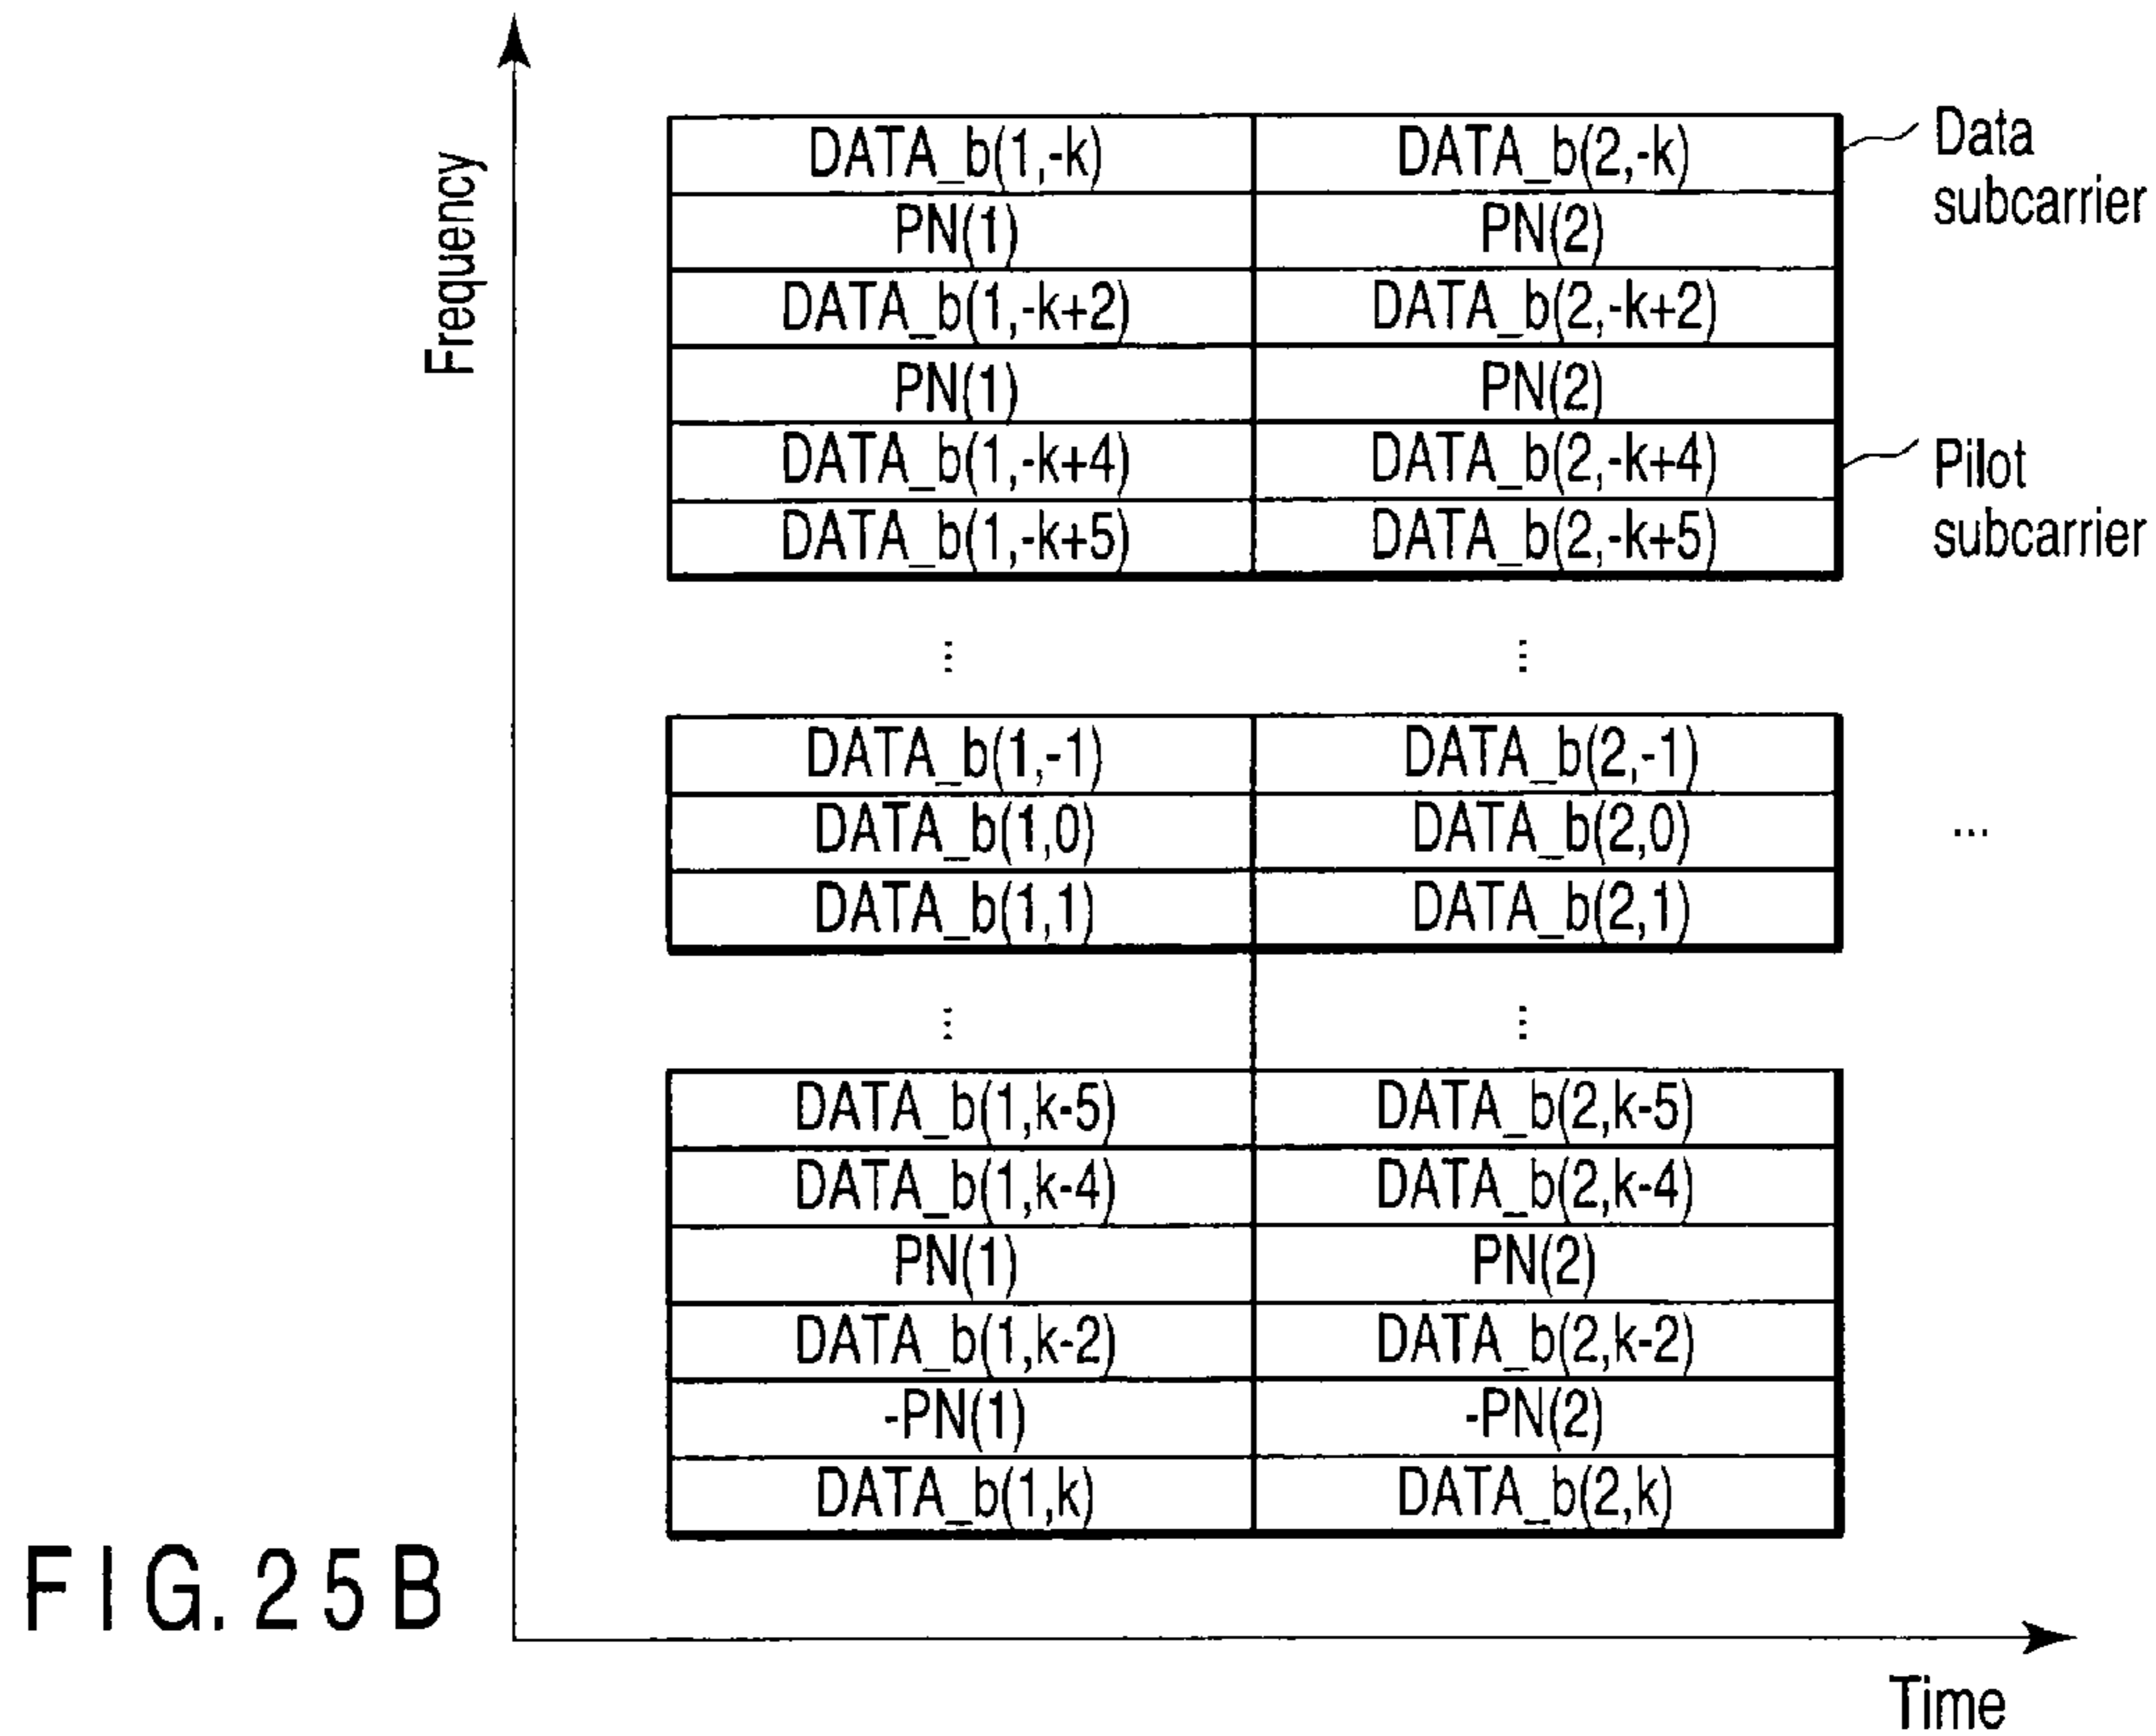 Frequency
DATA_b(1,-k) DATA_b(2,-k)
Data
subcarrier
PN(1) PN(2)
DATA_b(1,-k+2) DATA_b(2,-k+2)
PN(1) PN(2)
DATA_b(1,-k+4) DATA_b(2,-k+4)
Pilot
subcarrier
DATA_b(1,-k+5) DATA_b(2,-k+5)
... ...
DATA_b(1,-1) DATA_b(2,-1)
DATA_b(1,0) DATA_b(2,0) ...
DATA_b(1,1) DATA_b(2,1)
... ...
DATA_b(1,k-5) DATA_b(2,k-5)
DATA_b(1,k-4) DATA_b(2,k-4)
PN(1) PN(2)
DATA_b(1,k-2) DATA_b(2,k-2)
-PN(1) -PN(2)
DATA_b(1,k) DATA_b(2,k)
FIG.25B
Time